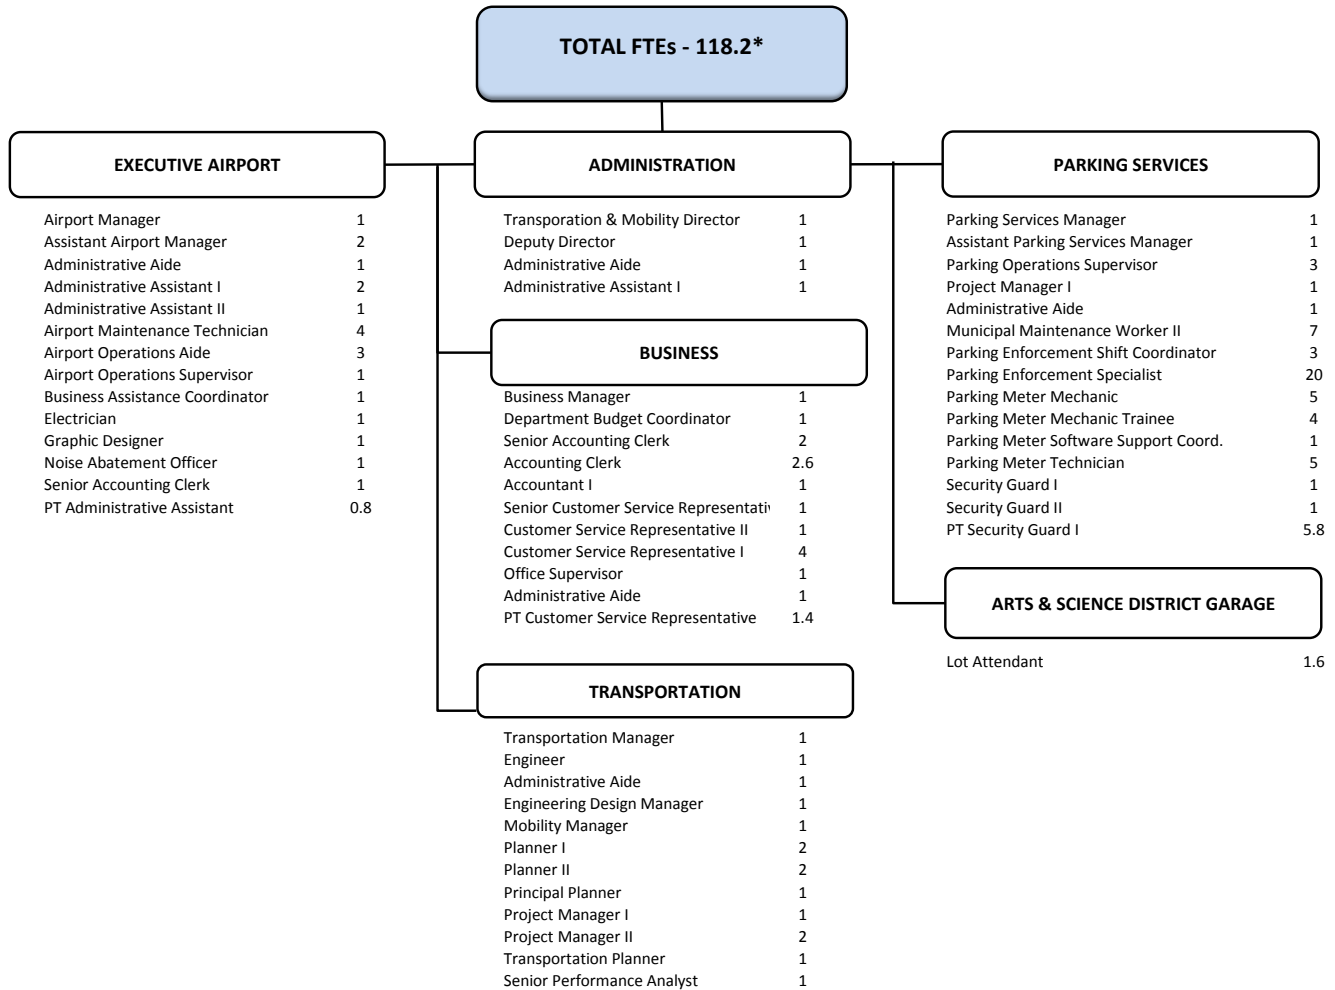 TOTAL FTEs - 118.2*
EXECUTIVE AIRPORT
Airport Manager 1
Assistant Airport Manager 2
Administrative Aide 1
Administrative Assistant I 2
Administrative Assistant II 1
Airport Maintenance Technician 4
Airport Operations Aide 3
Airport Operations Supervisor 1
Business Assistance Coordinator 1
Electrician 1
Graphic Designer 1
Noise Abatement Officer 1
Senior Accounting Clerk 1
PT Administrative Assistant 0.8
ADMINISTRATION
Transporation & Mobility Director 1
Deputy Director 1
Administrative Aide 1
Administrative Assistant I 1
BUSINESS
Business Manager 1
Department Budget Coordinator 1
Senior Accounting Clerk 2
Accounting Clerk 2.6
Accountant I 1
Senior Customer Service Representati 1
Customer Service Representative II 1
Customer Service Representative I 4
Office Supervisor 1
Administrative Aide 1
PT Customer Service Representative 1.4
TRANSPORTATION
Transportation Manager 1
Engineer 1
Administrative Aide 1
Engineering Design Manager 1
Mobility Manager 1
Planner I 2
Planner II 2
Principal Planner 1
Project Manager I 1
Project Manager II 2
Transportation Planner 1
Senior Performance Analyst 1
PARKING SERVICES
Parking Services Manager 1
Assistant Parking Services Manager 1
Parking Operations Supervisor 3
Project Manager I 1
Administrative Aide 1
Municipal Maintenance Worker II 7
Parking Enforcement Shift Coordinator 3
Parking Enforcement Specialist 20
Parking Meter Mechanic 5
Parking Meter Mechanic Trainee 4
Parking Meter Software Support Coord. 1
Parking Meter Technician 5
Security Guard I 1
Security Guard II 1
PT Security Guard I 5.8
ARTS & SCIENCE DISTRICT GARAGE
Lot Attendant 1.6